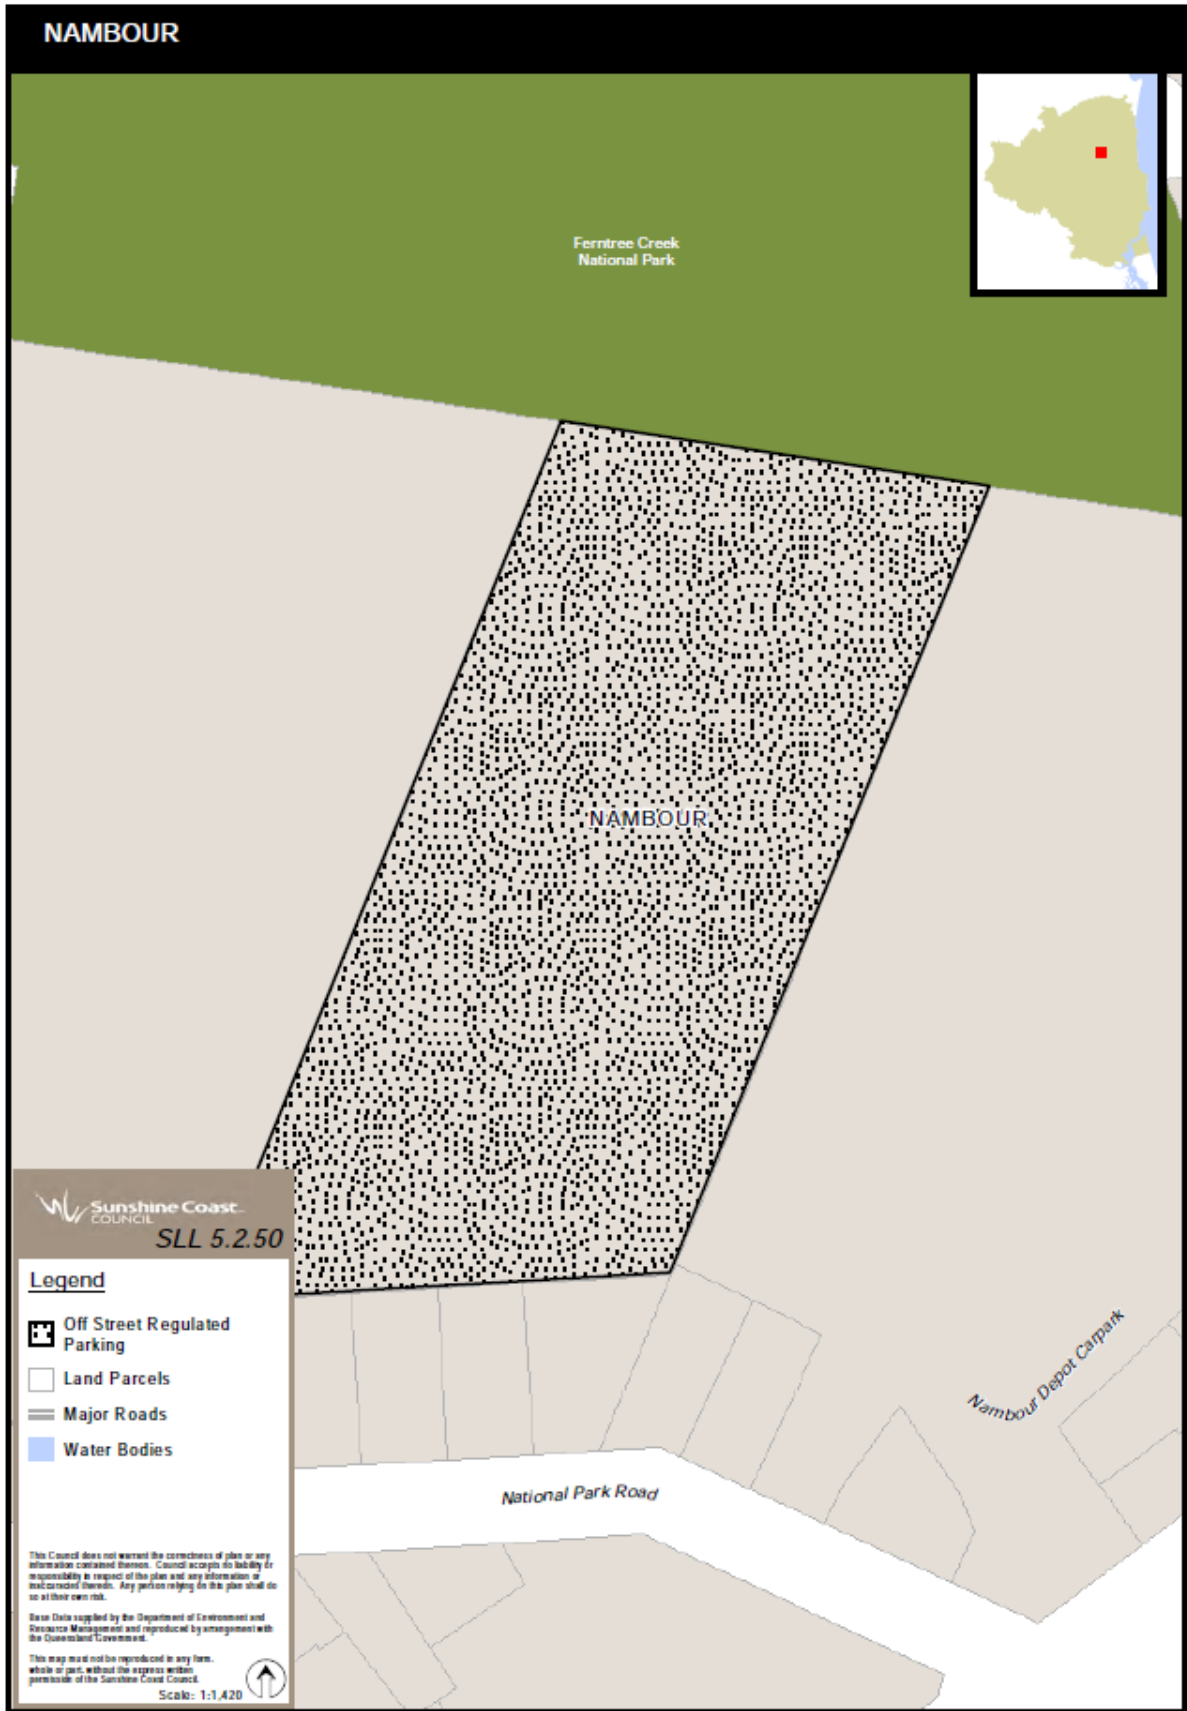 NAMBOUR
Ferntree Creek
National Park
NAMBOUR
Sunshine Coast
COUNCIL
SLL 5.2.50
Legend
Off Street Regulated
Parking
Land Parcels
Major Roads
Water Bodies
Nambour Depot Carpark
National Park Road
This Council does not warrant the correctness of plan or any
information contained thereon. Council accepts no liability or
responsibility in respect of the plan and any information or
inaccuracies thereon. Any person relying on this plan shall do
so at their own risk.
Base Data supplied by the Department of Environment and
Resource Management and reproduced by arrangement with
the Queensland Government.
This map must not be reproduced in any form,
whole or part, without the express written
permission of the Sunshine Coast Council.
Scale: 1:1,420